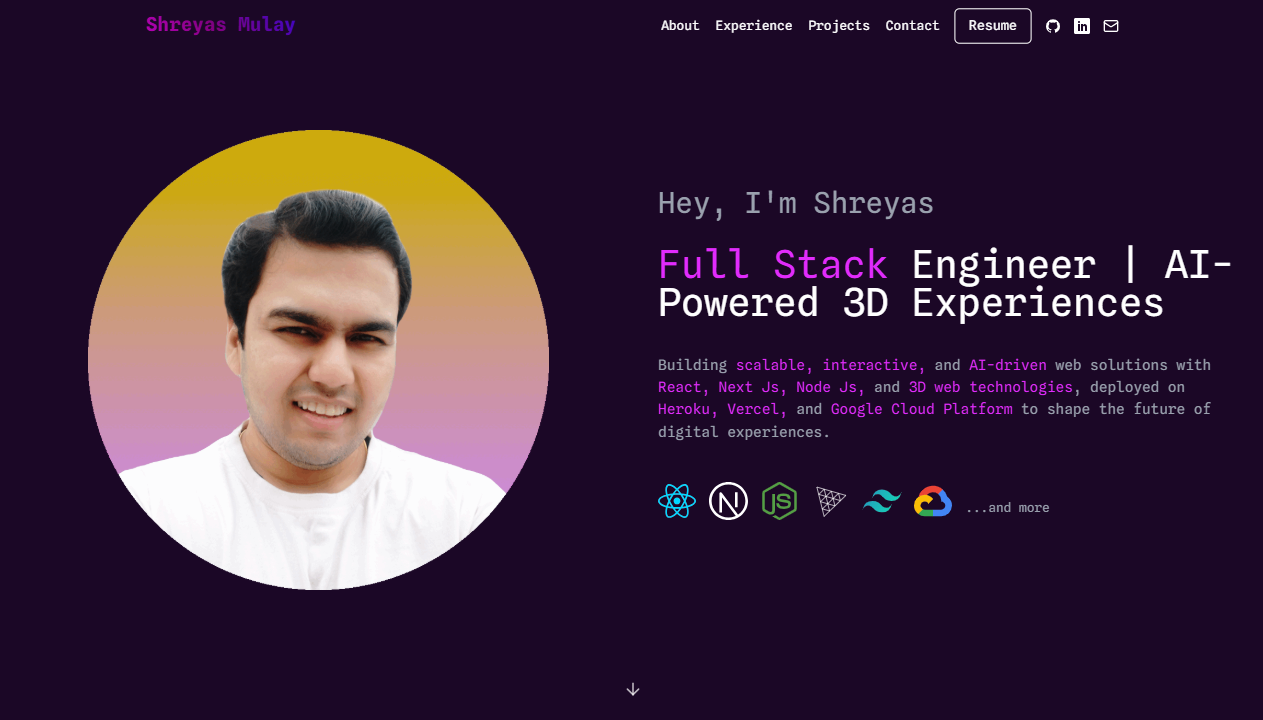 Shreyas Mulay
About Experience Projects Contact Resume
Hey, I'm Shreyas
Full Stack Engineer | AI-
Powered 3D Experiences
Building scalable, interactive, and AI-driven web solutions with
React, Next Js, Node Js, and 3D web technologies, deployed on
Heroku, Vercel, and Google Cloud Platform to shape the future of
digital experiences.
...and more